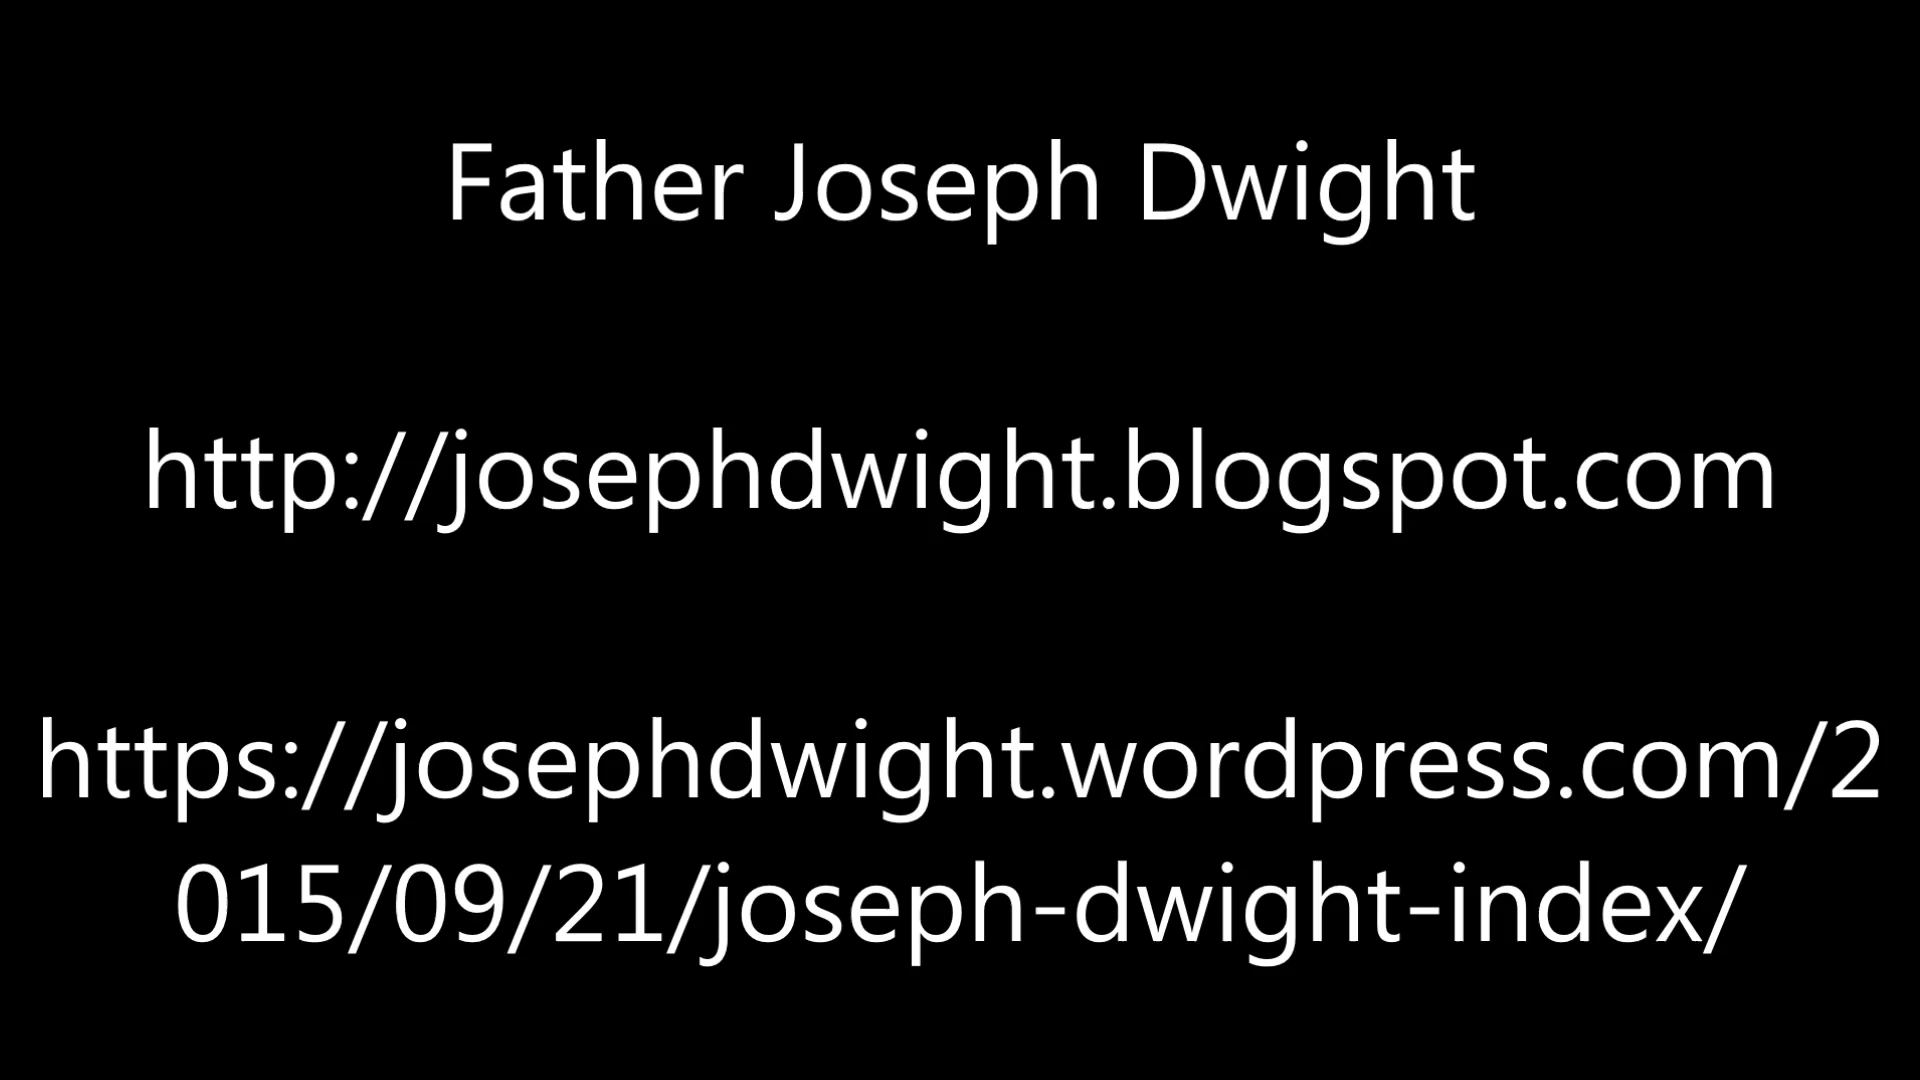 Father Joseph Dwight
http://josephdwight.blogspot.com
https://josephdwight.wordpress.com/2
015/09/21/joseph-dwight-index/